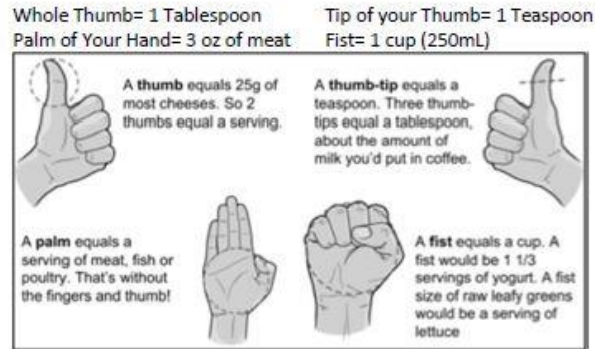 Whole Thumb= 1 Tablespoon
Tip of your Thumb= 1 Teaspoon
Palm of Your Hand= 3 oz of meat
Fist= 1 cup (250mL)
A thumb equals 25g of
most cheeses. So 2
thumbs equal a serving.
A thumb-tip equals a
teaspoon. Three thumb-
tips equal a tablespoon,
about the amount of
milk you'd put in coffee.
A palm equals a
serving of meat, fish or
poultry. That's without
the fingers and thumb!
A fist equals a cup. A
fist would be 1 1/3
servings of yogurt. A fist
size of raw leafy greens
would be a serving of
lettuce